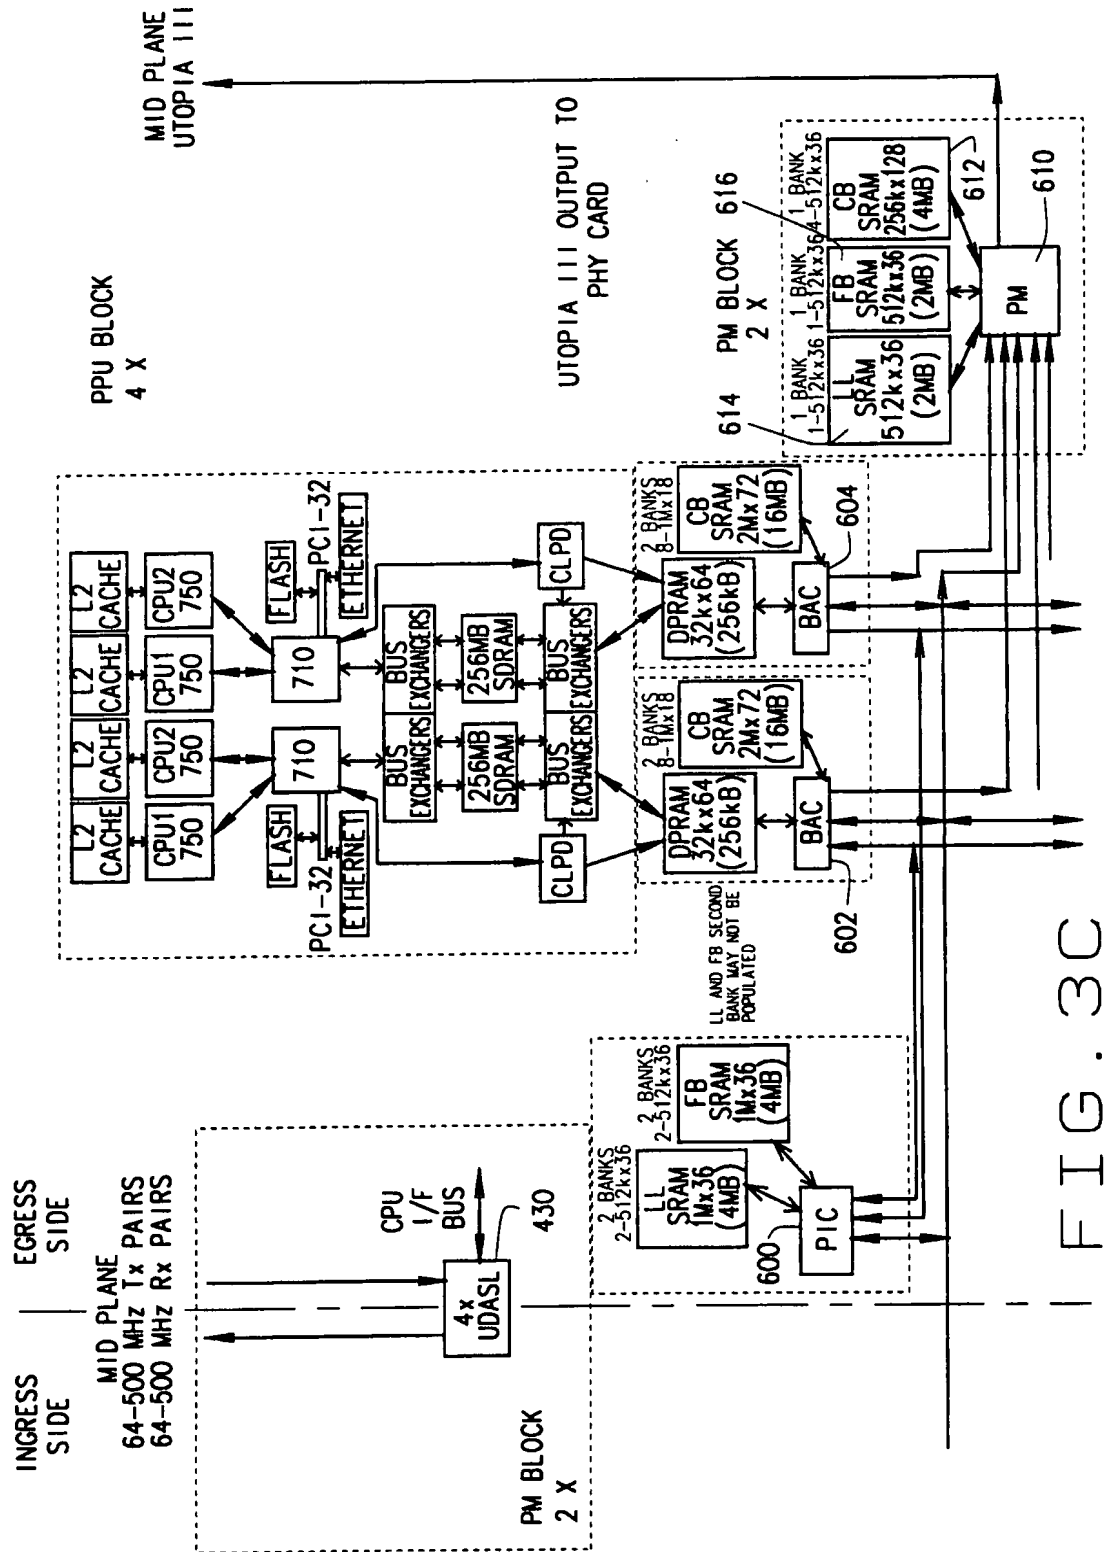 INGRESS
SIDE
EGRESS
SIDE
MID PLANE
64-500 MHz Tx PAIRS
64-500 MHz Rx PAIRS
PM BLOCK
2 X
4x
UDASL
CPU
I/F
BUS
430
L2
CACHE
L2
CACHE
L2
CACHE
L2
CACHE
CPU1
750
CPU2
750
CPU1
750
CPU2
750
FLASH
710
710
FLASH
PCI-32
PCI-32
ETHERNET
ETHERNET
BUS
EXCHANGERS
BUS
EXCHANGERS
256MB
SDRAM
256MB
SDRAM
CLPD
BUS
EXCHANGERS
BUS
EXCHANGERS
CLPD
PPU BLOCK
4 X
MID PLANE
UTOPIA III
UTOPIA III OUTPUT TO
PHY CARD
2 BANKS
2-512kx36
LL
SRAM
1Mx36
(4MB)
2 BANKS
2-512kx36
FB
SRAM
1Mx36
(4MB)
600
PIC
LL AND FB SECOND
BANK MAY NOT BE
POPULATED
DPRAM
32kx64
(256kB)
2 BANKS
8-1Mx18
CB
SRAM
2Mx72
(16MB)
602
BAC
DPRAM
32kx64
(256kB)
2 BANKS
8-1Mx18
CB
SRAM
2Mx72
(16MB)
BAC
604
614
PM BLOCK
2 X
616
1 BANK
1-512kx36
LL
SRAM
512kx36
(2MB)
1 BANK
1-512kx36
FB
SRAM
512kx36
(2MB)
1 BANK
4-512kx36
CB
SRAM
256kx128
(4MB)
612
PM
610
FIG. 3C